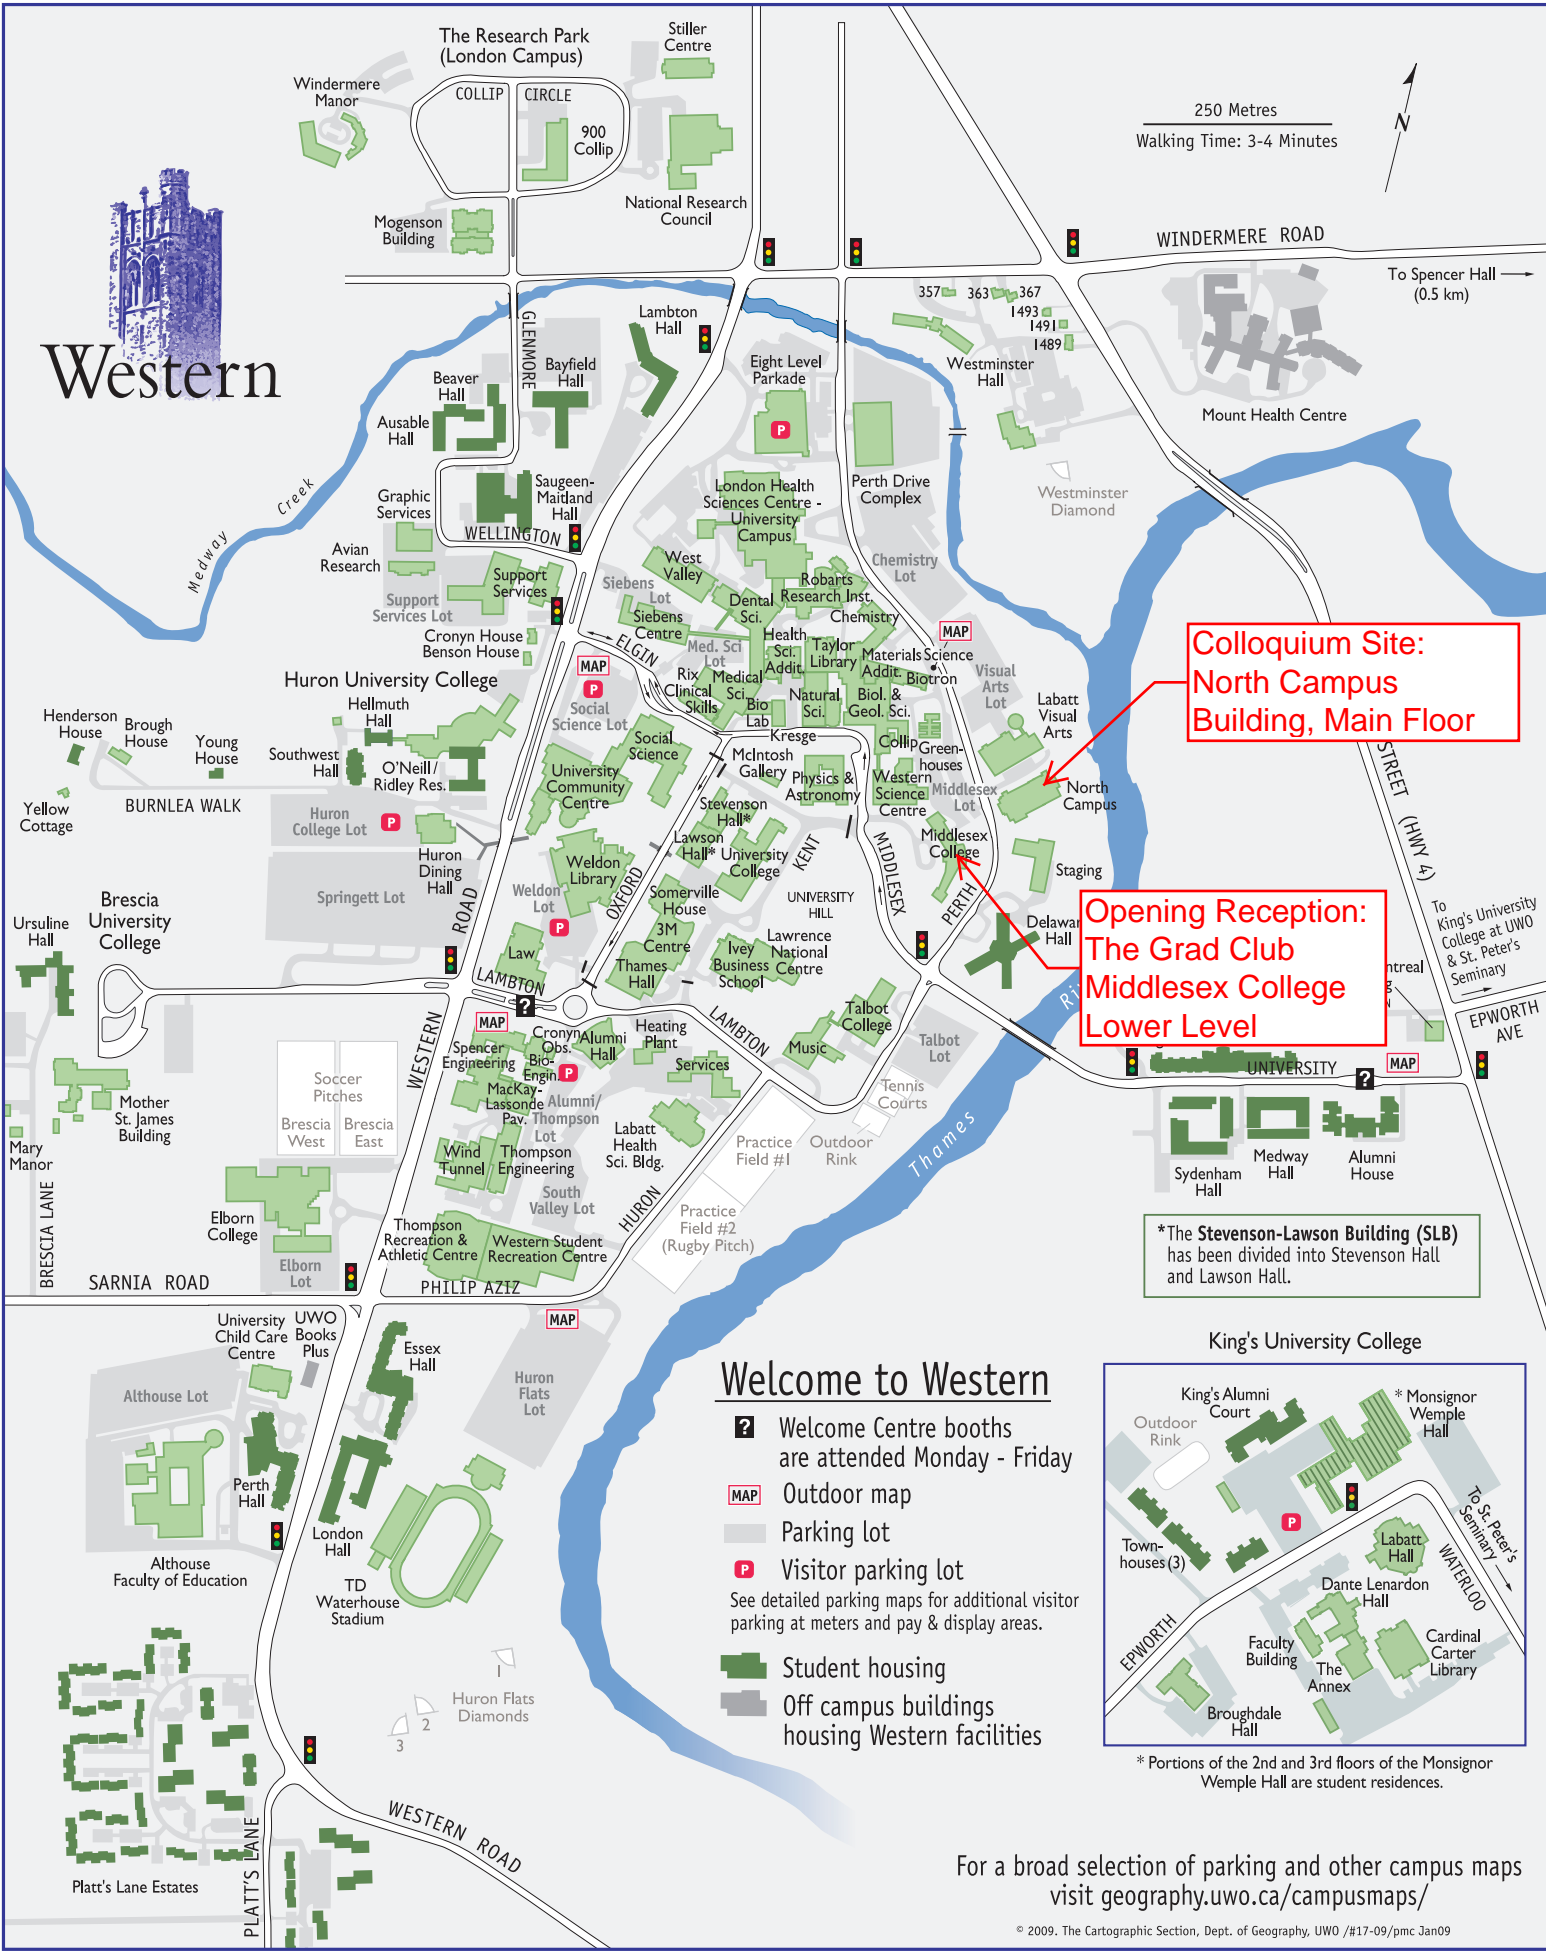 The Research Park
(London Campus)
Stiller
Centre
Windermere
Manor
COLLIP
CIRCLE
900
Collip
250 Metres
Walking Time: 3-4 Minutes
N
Mogenson
Building
National Research
Council
WINDERMERE ROAD
To Spencer Hall
(0.5 km)
Western
357
363
367
1493
1491
1489
GLENMORE
Lambton
Hall
Bayfield
Hall
Beaver
Hall
Ausable
Hall
Eight Level
Parkade
P
Westminster
Hall
Mount Health Centre
Medway
Creek
Graphic
Services
Saugeen-
Maitland
Hall
WELLINGTON
London Health
Sciences Centre -
University
Campus
Perth Drive
Complex
Westminster
Diamond
Avian
Research
Support
Services
Support
Services Lot
Cronyn House
Benson House
West
Valley
Siebens
Lot
Siebens
Centre
Dental
Sci.
Robarts
Research Inst.
Chemistry
Chemistry
Lot
MAP
ELGIN
Med. Sci
Lot
Health
Sci.
Addit.
Taylor
Library
Materials Science
Addit.
Biotron
Visual
Arts
Lot
Colloquium Site:
North Campus
Building, Main Floor
Huron University College
MAP
P
Social
Science Lot
Rix
Clinical
Skills
Medical
Sci.
Bio
Lab
Natural
Sci.
Biol. &
Geol. Sci.
Labatt
Visual
Arts
Henderson
House
Brough
House
Young
House
Hellmuth
Hall
Southwest
Hall
O'Neill/
Ridley Res.
Social
Science
Kresge
McIntosh
Gallery
Collip
Green-
houses
Physics &
Astronomy
Western
Science
Centre
Middlesex
Lot
North
Campus
STREET (HWY 4)
Yellow
Cottage
BURNLEA WALK
Huron
College Lot
P
University
Community
Centre
Stevenson
Hall*
Lawson
Hall*
University
College
KENT
MIDDLESEX
Middlesex
College
Huron
Dining
Hall
Weldon
Library
Staging
Springett Lot
Weldon
Lot
P
OXFORD
Somerville
House
UNIVERSITY
HILL
PERTH
Opening Reception:
The Grad Club
Middlesex College
Lower Level
Brescia
University
College
Ursuline
Hall
ROAD
Law
3M
Centre
Thames
Hall
Ivey
Business
School
Lawrence
National
Centre
Delawar
Hall
To
King's University
College at UWO
& St. Peter's
Seminary
EPWORTH
AVE
ntreal
LAMBTON
?
MAP
Cronyn
Obs.
Alumni
Hall
Heating
Plant
LAMBTON
Talbot
College
Music
Talbot
Lot
Ri
UNIVERSITY
MAP
?
WESTERN
Spencer
Engineering
Bio-
Engin.
P
Services
Tennis
Courts
Soccer
Pitches
Brescia
West
Brescia
East
MacKay-
Lassonde
Pav.
Alumni/
Thompson
Lot
Mother
St. James
Building
Mary
Manor
Wind
Tunnel
Thompson
Engineering
Labatt
Health
Sci. Bldg.
Practice
Field #1
Outdoor
Rink
Thames
Sydenham
Hall
Medway
Hall
Alumni
House
BRESCIA LANE
Elborn
College
Elborn
Lot
South
Valley Lot
HURON
Practice
Field #2
(Rugby Pitch)
Thompson
Recreation &
Athletic Centre
Western Student
Recreation Centre
*The Stevenson-Lawson Building (SLB)
has been divided into Stevenson Hall
and Lawson Hall.
SARNIA ROAD
PHILIP AZIZ
MAP
University
Child Care
Centre
UWO
Books
Plus
Essex
Hall
Huron
Flats
Lot
Althouse Lot
Perth
Hall
London
Hall
Althouse
Faculty of Education
TD
Waterhouse
Stadium
1
2
3
Huron Flats
Diamonds
Welcome to Western
? Welcome Centre booths
are attended Monday - Friday
MAP Outdoor map
Parking lot
P Visitor parking lot
See detailed parking maps for additional visitor
parking at meters and pay & display areas.
Student housing
Off campus buildings
housing Western facilities
King's University College
King's Alumni
Court
* Monsignor
Wemple
Hall
Outdoor
Rink
P
To St. Peter's
Seminary
Town-
houses (3)
Labatt
Hall
WATERLOO
Dante Lenardon
Hall
EPWORTH
Faculty
Building
The
Annex
Cardinal
Carter
Library
Broughdale
Hall
* Portions of the 2nd and 3rd floors of the Monsignor
Wemple Hall are student residences.
Platt's Lane Estates
PLATT'S LANE
WESTERN ROAD
For a broad selection of parking and other campus maps
visit geography.uwo.ca/campusmaps/
© 2009. The Cartographic Section, Dept. of Geography, UWO /#17-09/pmc Jan09